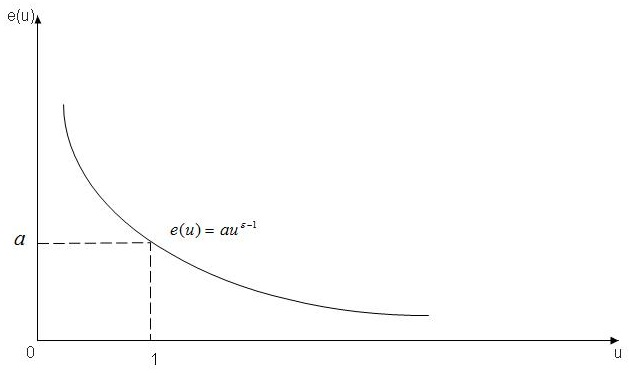 e(u)
e(u) = au^{ε-1}
a
0
1
u